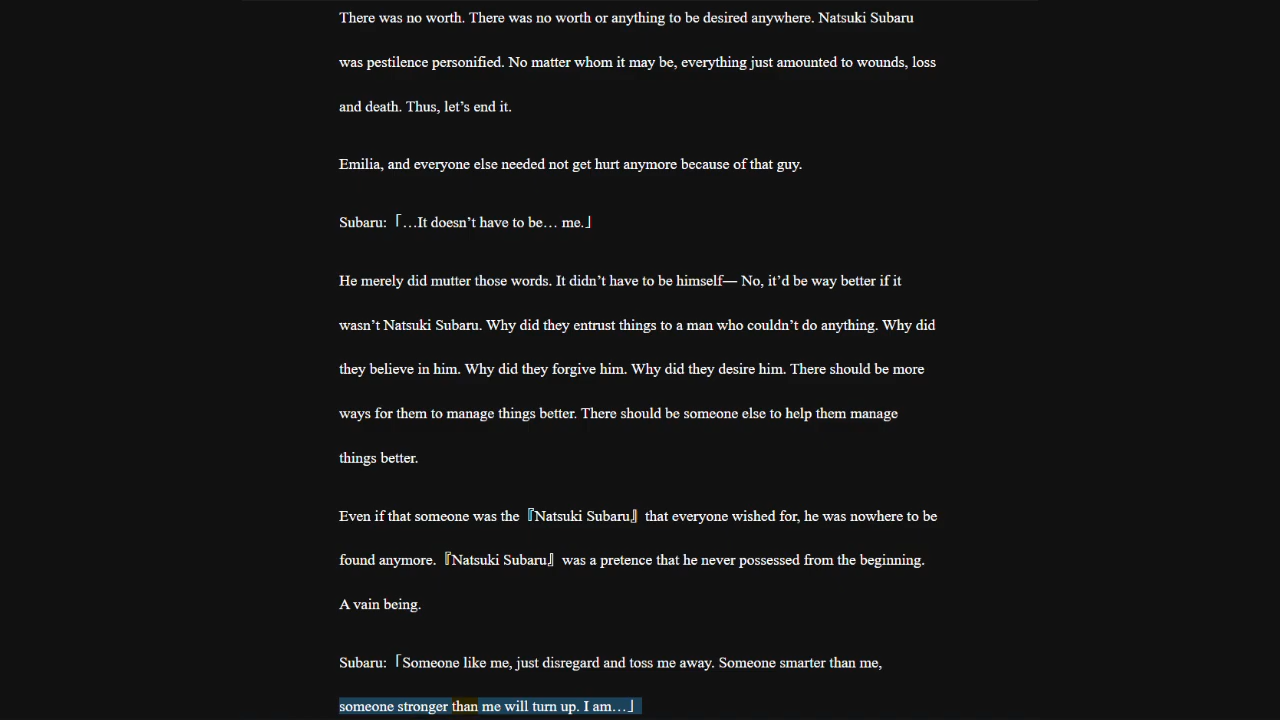 There was no worth. There was no worth or anything to be desired anywhere. Natsuki Subaru
was pestilence personified. No matter whom it may be, everything just amounted to wounds, loss
and death. Thus, let’s end it.
Emilia, and everyone else needed not get hurt anymore because of that guy.
Subaru:「…It doesn’t have to be… me.」
He merely did mutter those words. It didn’t have to be himself— No, it’d be way better if it
wasn’t Natsuki Subaru. Why did they entrust things to a man who couldn’t do anything. Why did
they believe in him. Why did they forgive him. Why did they desire him. There should be more
ways for them to manage things better. There should be someone else to help them manage
things better.
Even if that someone was the『Natsuki Subaru』that everyone wished for, he was nowhere to be
found anymore.『Natsuki Subaru』was a pretence that he never possessed from the beginning.
A vain being.
Subaru:「Someone like me, just disregard and toss me away. Someone smarter than me,
someone stronger than me will turn up. I am…」